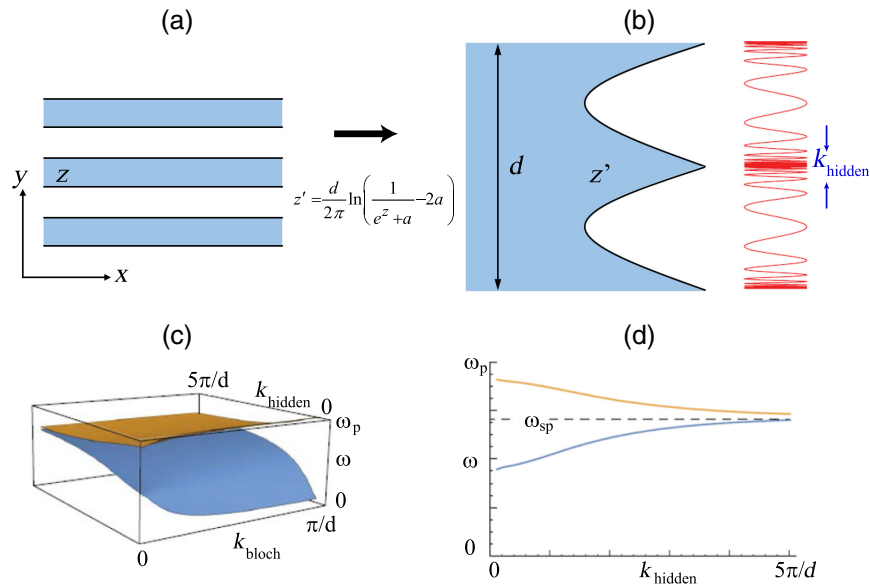 (a)
(b)
y
z
x
z′ = d/2π ln(1/(e^z+a) −2a)
d
z’
k_hidden
(c)
(d)
5π/d
k_hidden
0
ω_p
ω
0
π/d
k_bloch
0
ω_p
ω_sp
ω
0
0
k_hidden
5π/d